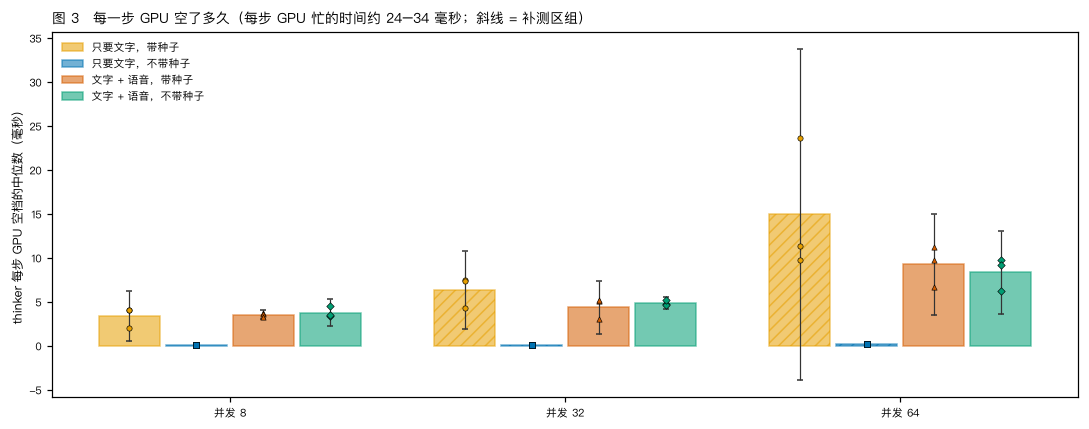 图 3 每一步 GPU 空了多久（每步 GPU 忙的时间约 24—34 毫秒；斜线 = 补测区组）
只要文字，带种子
只要文字，不带种子
文字 + 语音，带种子
文字 + 语音，不带种子
thinker 每步 GPU 空档的中位数（毫秒）
35
30
25
20
15
10
5
0
−5
并发 8
并发 32
并发 64